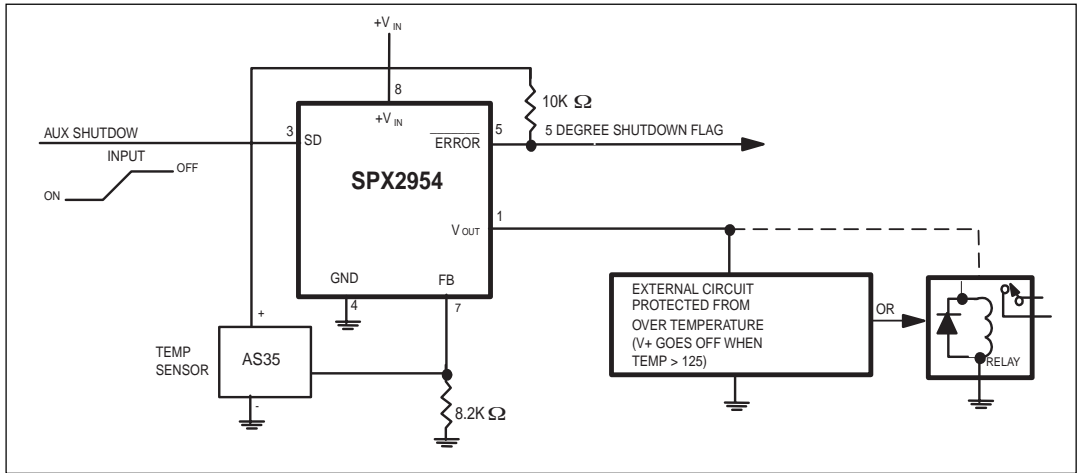 +V IN
8
+V IN
10K Ω
AUX SHUTDOW
3
SD
ERROR
5
5 DEGREE SHUTDOWN FLAG
INPUT
OFF
ON
SPX2954
1
V OUT
GND
FB
4
7
EXTERNAL CIRCUIT
PROTECTED FROM
OVER TEMPERATURE
(V+ GOES OFF WHEN
TEMP > 125)
OR
RELAY
+
TEMP
SENSOR
AS35
-
8.2K Ω